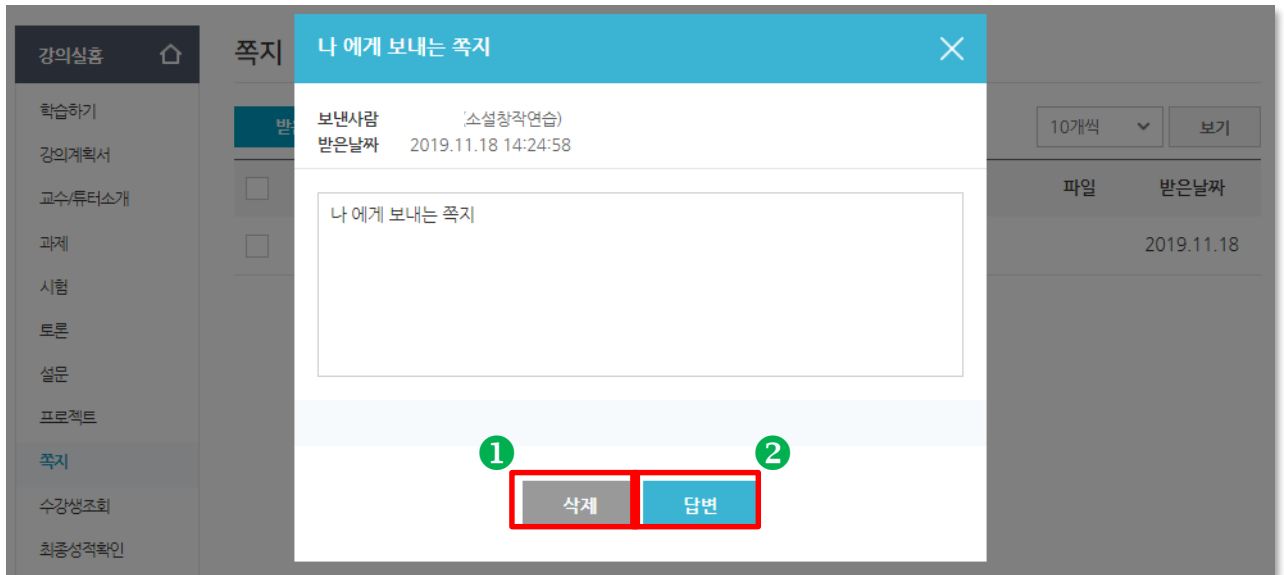 강의실홈
학습하기
강의계획서
교수/튜터소개
과제
시험
토론
설문
프로젝트
쪽지
수강생조회
최종성적확인
쪽지
받은
10개씩
보기
파일
받은날짜
2019.11.18
나 에게 보내는 쪽지
보낸사람 (소설창작연습)
받은날짜 2019.11.18 14:24:58
나 에게 보내는 쪽지
❶
❷
삭제
답변